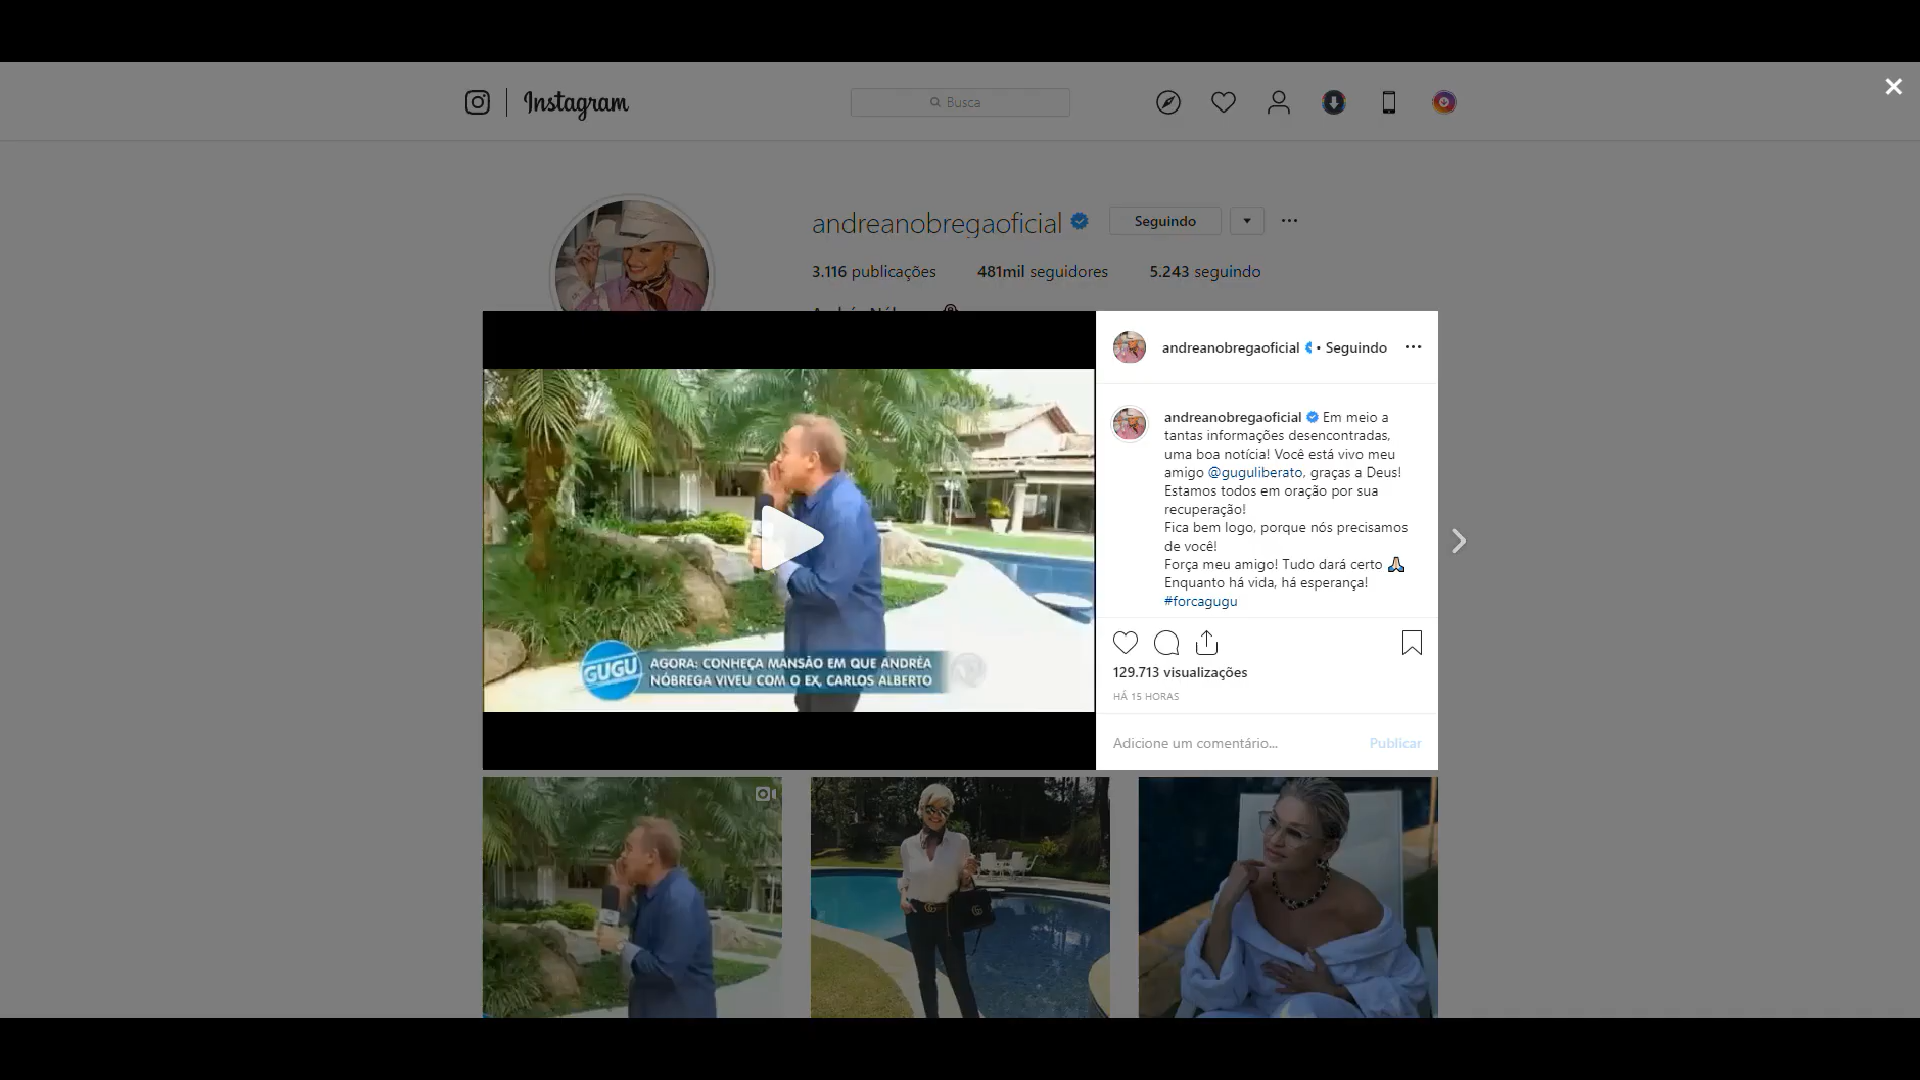 Instagram
Busca
andreanobregaoficial
Seguindo
3.116 publicações
481mil seguidores
5.243 seguindo
andreanobregaoficial • Seguindo
andreanobregaoficial Em meio a
tantas informações desencontradas,
uma boa notícia! Você está vivo meu
amigo @guguliberato, graças a Deus!
Estamos todos em oração por sua
recuperação!
Fica bem logo, porque nós precisamos
de você!
Força meu amigo! Tudo dará certo
Enquanto há vida, há esperança!
#forcagugu
GUGU
AGORA: CONHEÇA MANSÃO EM QUE ANDRÉA
NÓBREGA VIVEU COM O EX, CARLOS ALBERTO
129.713 visualizações
HÁ 15 HORAS
Adicione um comentário...
Publicar